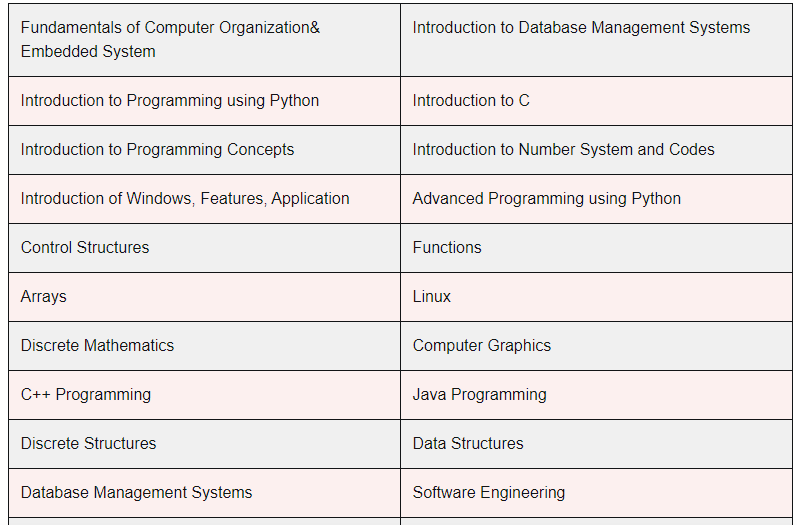 Fundamentals of Computer Organization&
Embedded System
Introduction to Database Management Systems
Introduction to Programming using Python
Introduction to C
Introduction to Programming Concepts
Introduction to Number System and Codes
Introduction of Windows, Features, Application
Advanced Programming using Python
Control Structures
Functions
Arrays
Linux
Discrete Mathematics
Computer Graphics
C++ Programming
Java Programming
Discrete Structures
Data Structures
Database Management Systems
Software Engineering